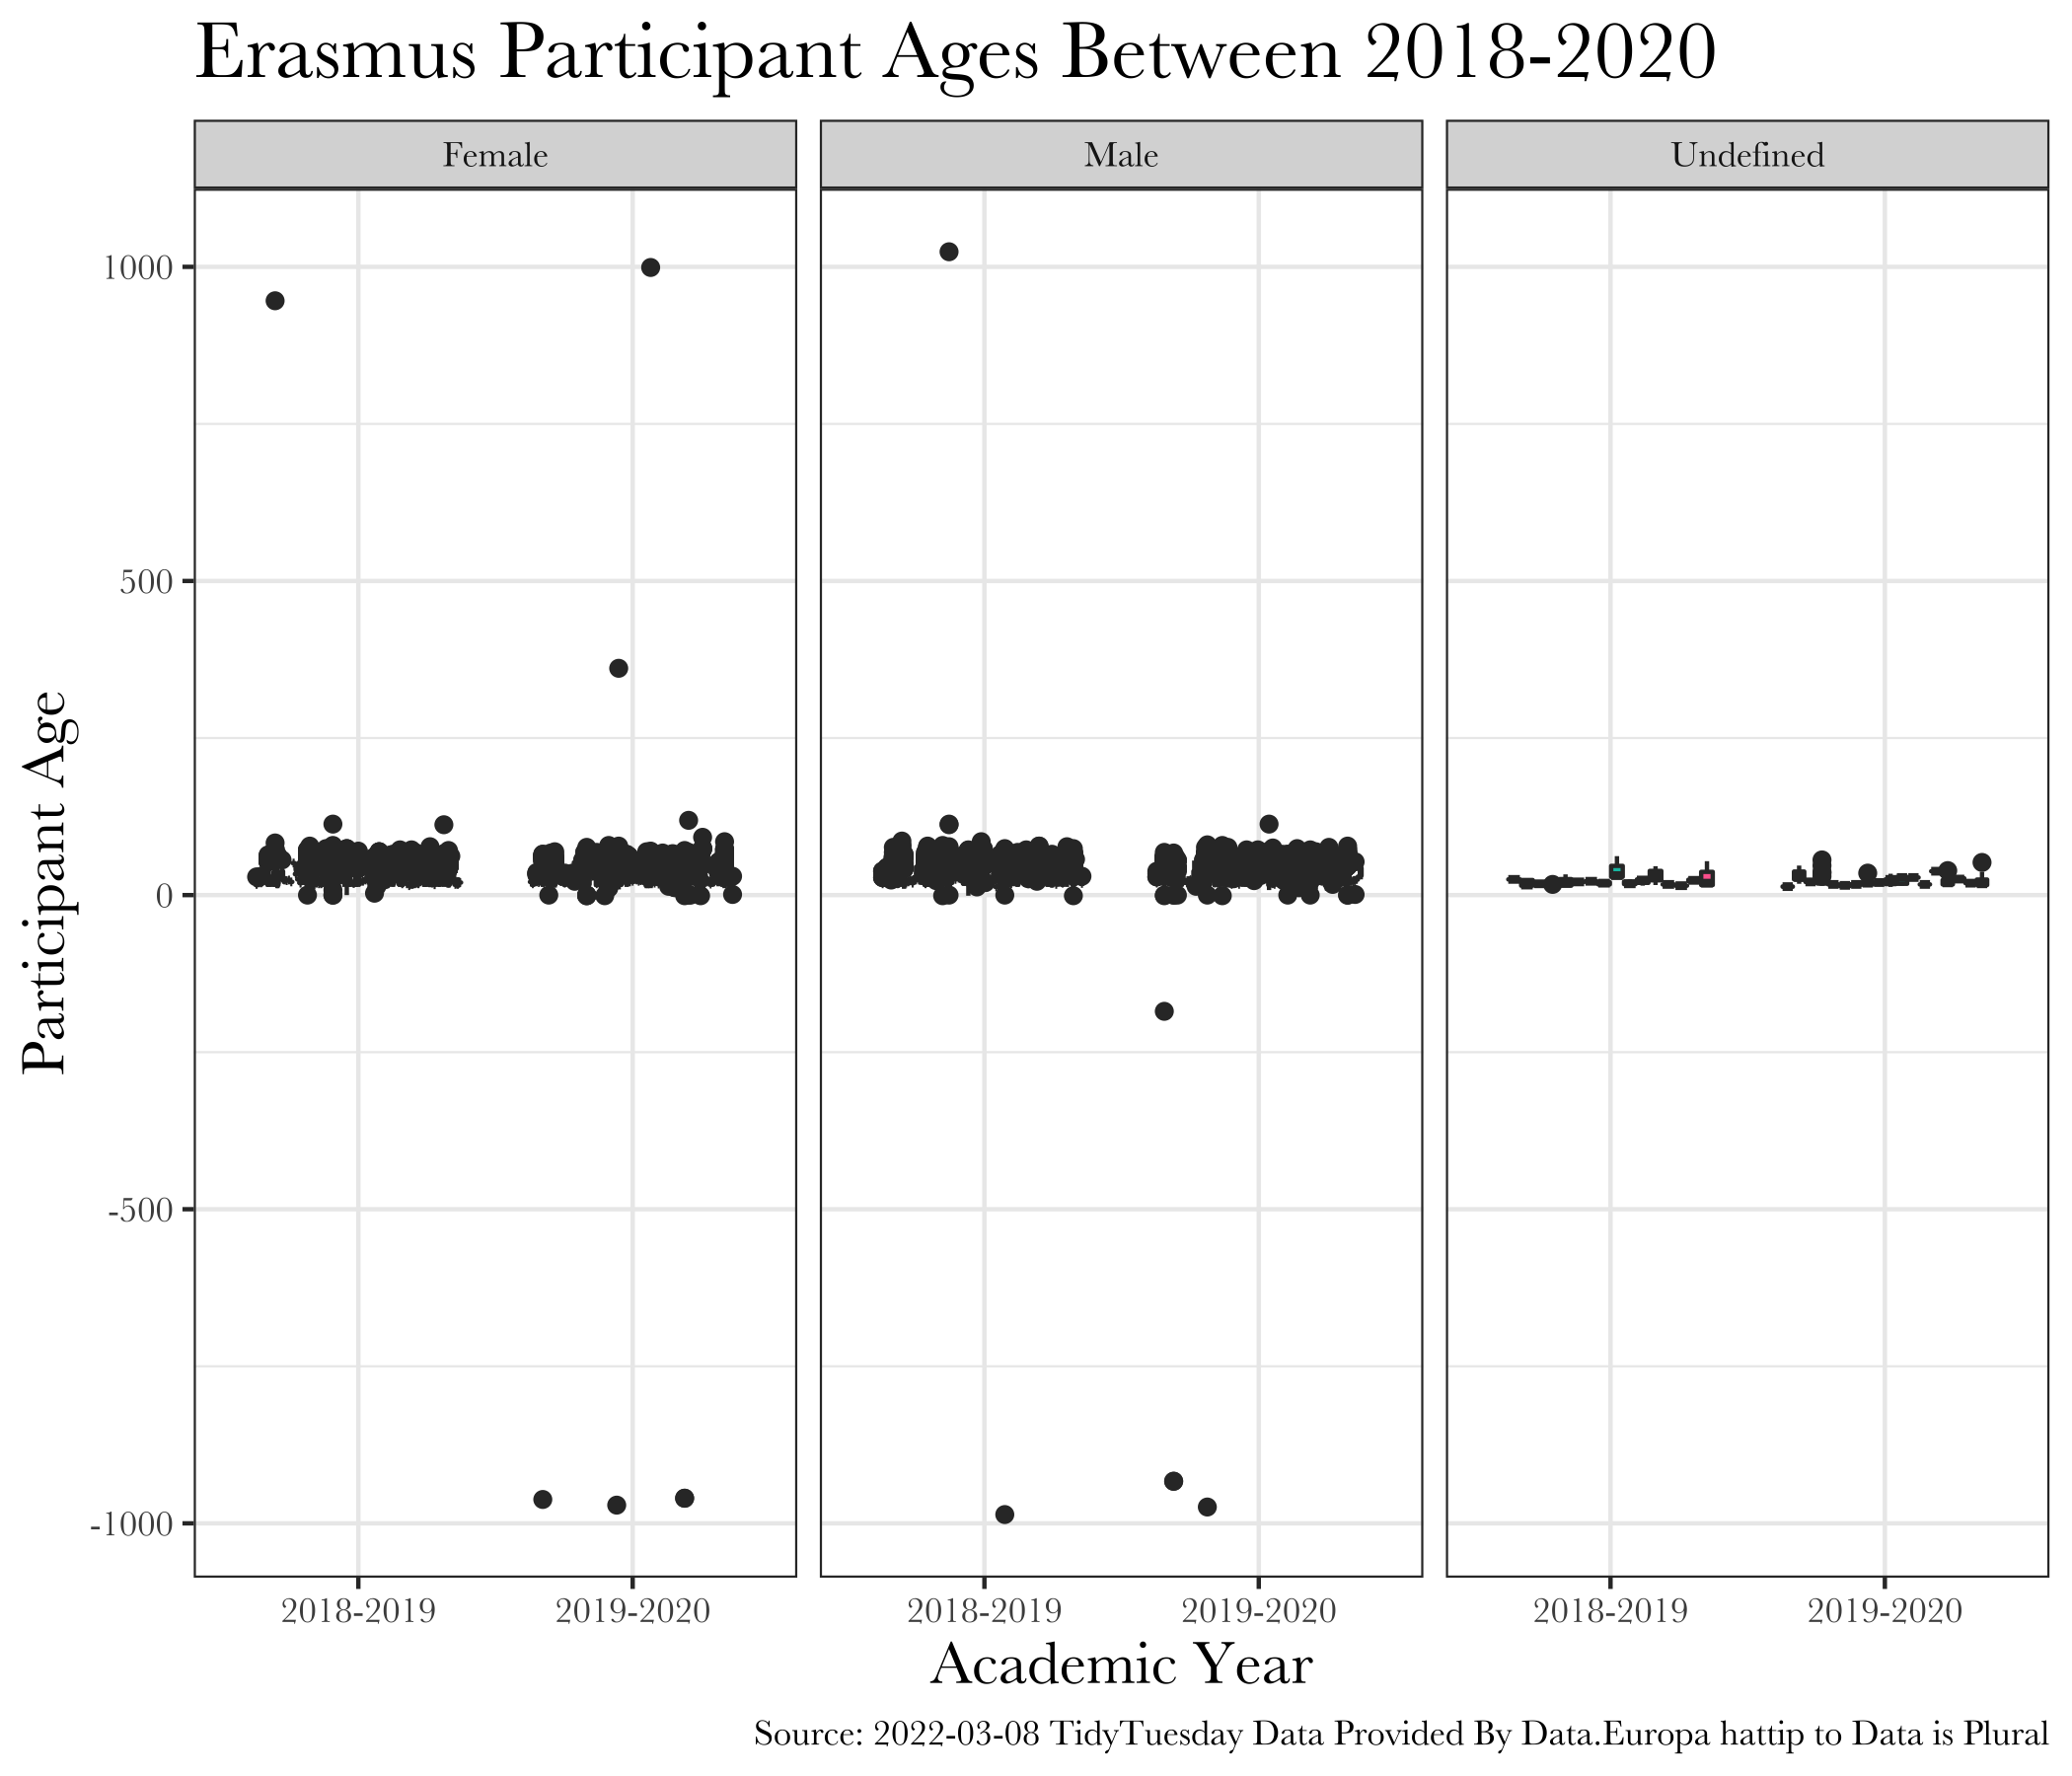 Erasmus Participant Ages Between 2018-2020
Female Male Undefined
1000
500
0
-500
-1000
Participant Age
2018-2019 2019-2020 2018-2019 2019-2020 2018-2019 2019-2020
Academic Year
Source: 2022-03-08 TidyTuesday Data Provided By Data.Europa hattip to Data is Plural